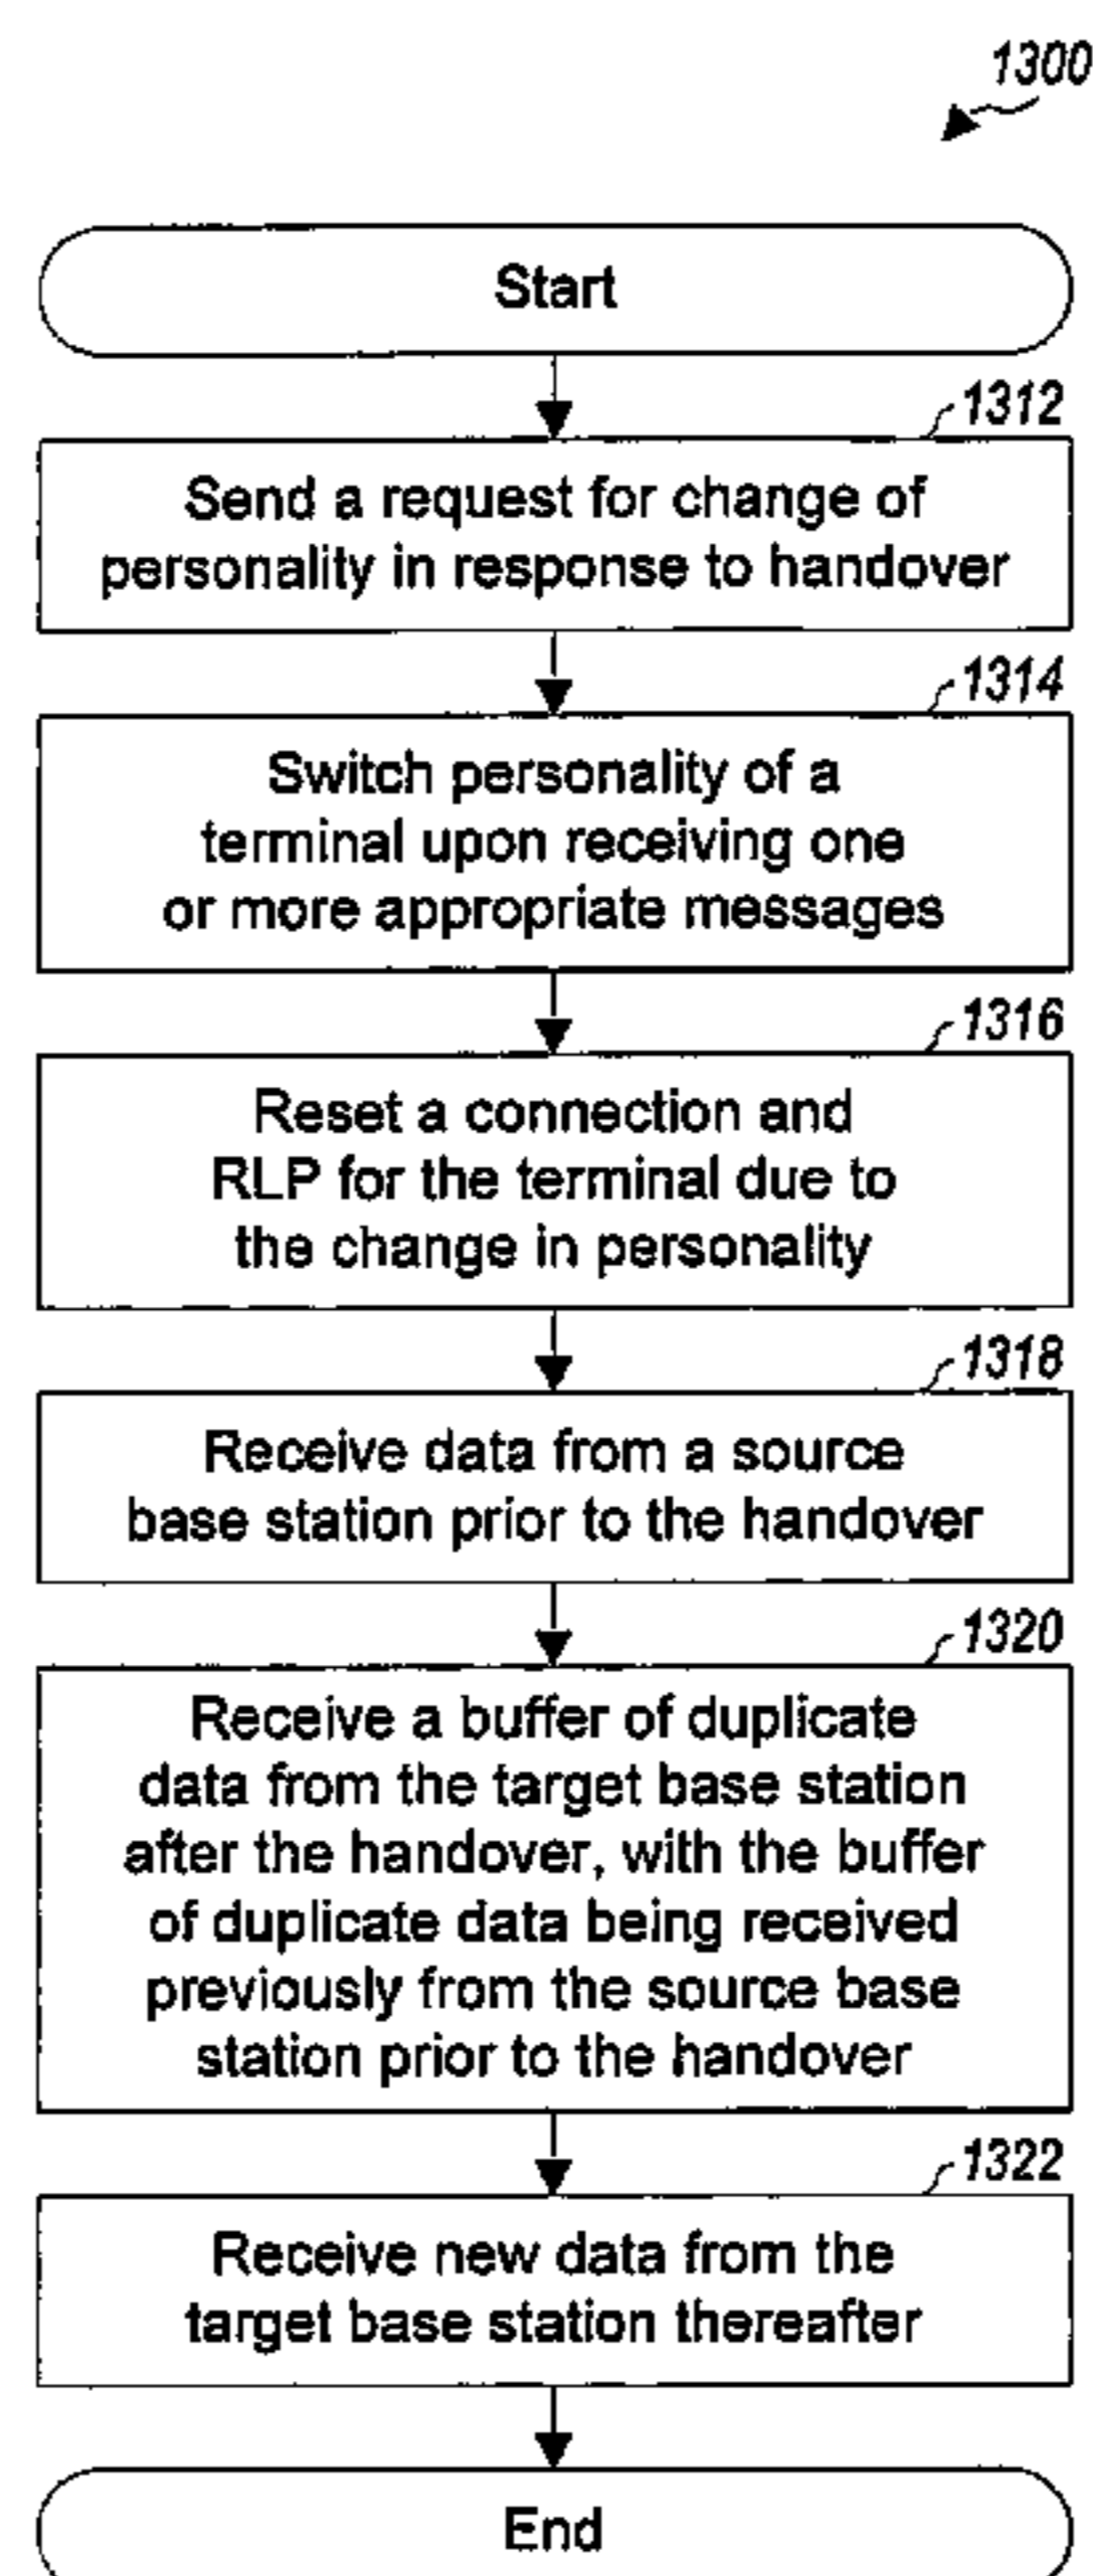 1300
Start
1312
Send a request for change of
personality in response to handover
1314
Switch personality of a
terminal upon receiving one
or more appropriate messages
1316
Reset a connection and
RLP for the terminal due to
the change in personality
1318
Receive data from a source
base station prior to the handover
1320
Receive a buffer of duplicate
data from the target base station
after the handover, with the buffer
of duplicate data being received
previously from the source base
station prior to the handover
1322
Receive new data from the
target base station thereafter
End